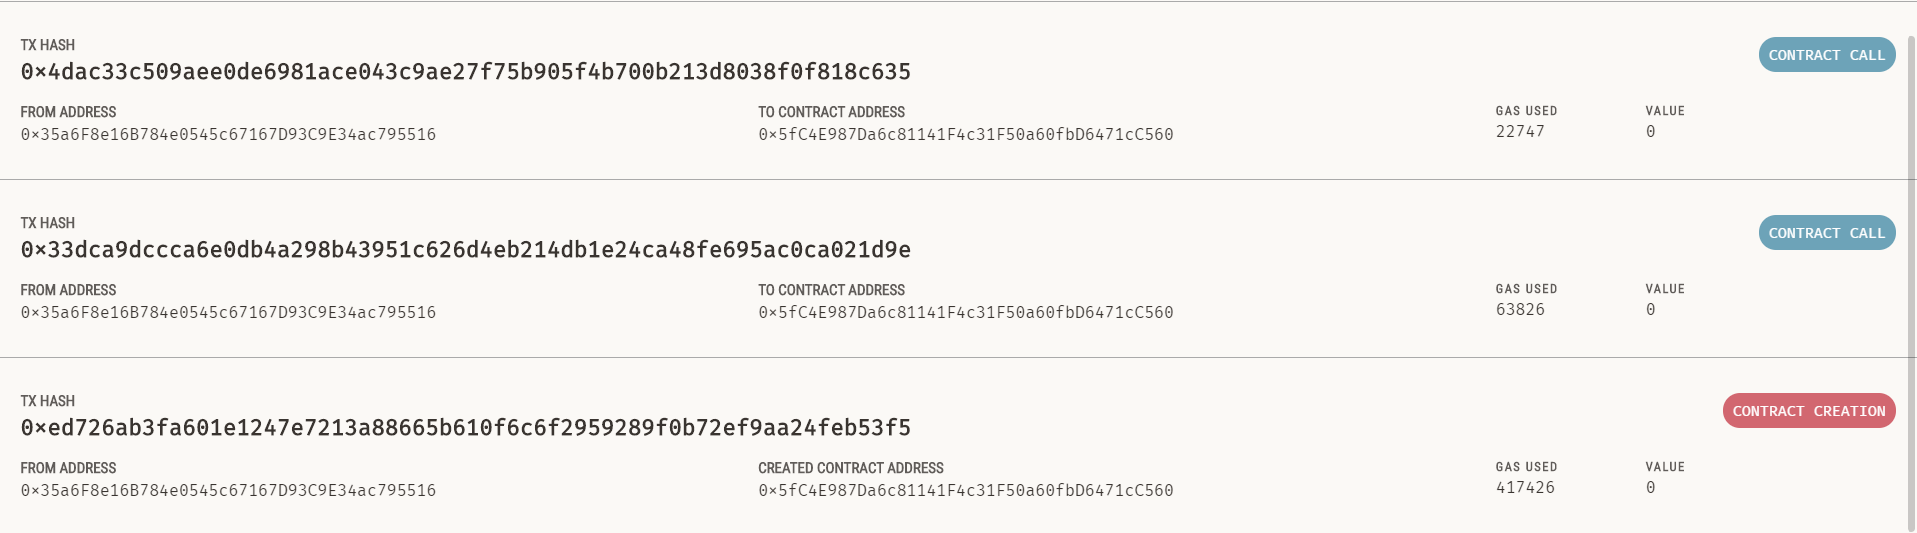 TX HASH
0×4dac33c509aee0de6981ace043c9ae27f75b905f4b700b213d8038f0f818c635
CONTRACT CALL
FROM ADDRESS
0×35a6F8e16B784e0545c67167D93C9E34ac795516
TO CONTRACT ADDRESS
0×5fC4E987Da6c81141F4c31F50a60fbD6471cC560
GAS USED
22747
VALUE
0
TX HASH
0×33dca9dccca6e0db4a298b43951c626d4eb214db1e24ca48fe695ac0ca021d9e
CONTRACT CALL
FROM ADDRESS
0×35a6F8e16B784e0545c67167D93C9E34ac795516
TO CONTRACT ADDRESS
0×5fC4E987Da6c81141F4c31F50a60fbD6471cC560
GAS USED
63826
VALUE
0
TX HASH
0×ed726ab3fa601e1247e7213a88665b610f6c6f2959289f0b72ef9aa24feb53f5
CONTRACT CREATION
FROM ADDRESS
0×35a6F8e16B784e0545c67167D93C9E34ac795516
CREATED CONTRACT ADDRESS
0×5fC4E987Da6c81141F4c31F50a60fbD6471cC560
GAS USED
417426
VALUE
0